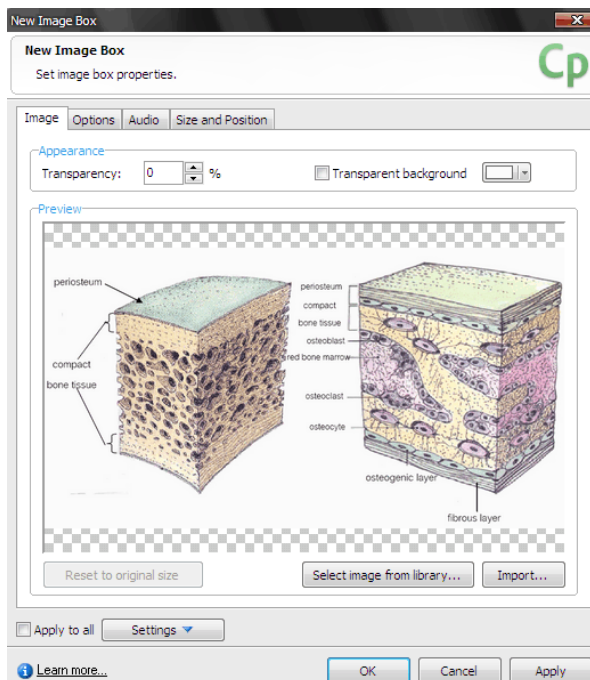 New Image Box
New Image Box
Set image box properties.
Cp
Image Options Audio Size and Position
Appearance
Transparency: 0 % Transparent background
Preview
periosteum
compact
bone tissue
periosteum
compact
bone tissue
osteoblast
red bone marrow
osteoclast
osteocyte
osteogenic layer
fibrous layer
Reset to original size Select image from library... Import...
Apply to all Settings
Learn more... OK Cancel Apply